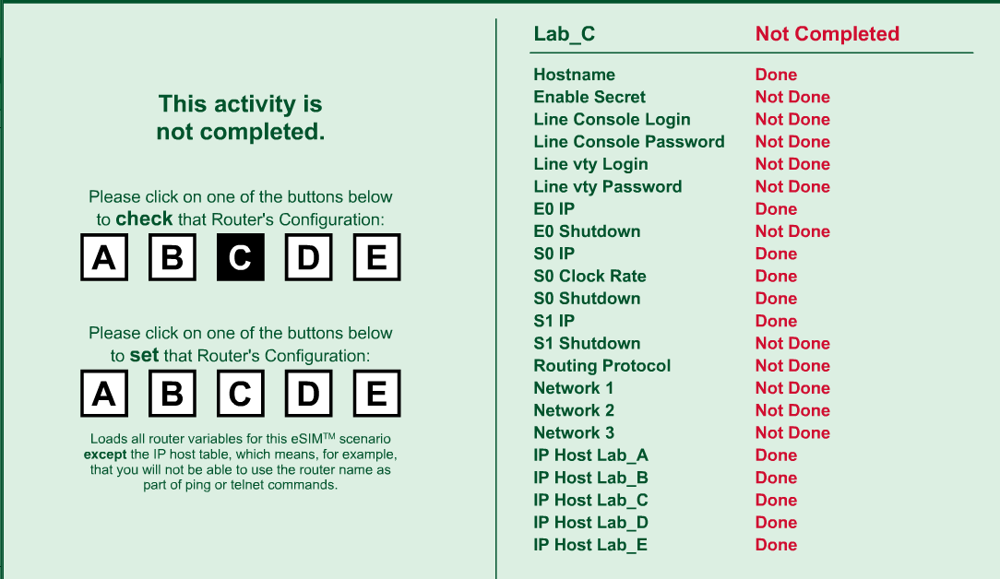 This activity is
not completed.
Please click on one of the buttons below
to check that Router's Configuration:
A B C D E
Please click on one of the buttons below
to set that Router's Configuration:
A B C D E
Loads all router variables for this eSIM™ scenario
except the IP host table, which means, for example,
that you will not be able to use the router name as
part of ping or telnet commands.
Lab_C Not Completed
Hostname Done
Enable Secret Not Done
Line Console Login Not Done
Line Console Password Not Done
Line vty Login Not Done
Line vty Password Not Done
E0 IP Done
E0 Shutdown Not Done
S0 IP Done
S0 Clock Rate Done
S0 Shutdown Done
S1 IP Done
S1 Shutdown Not Done
Routing Protocol Not Done
Network 1 Not Done
Network 2 Not Done
Network 3 Not Done
IP Host Lab_A Done
IP Host Lab_B Done
IP Host Lab_C Done
IP Host Lab_D Done
IP Host Lab_E Done